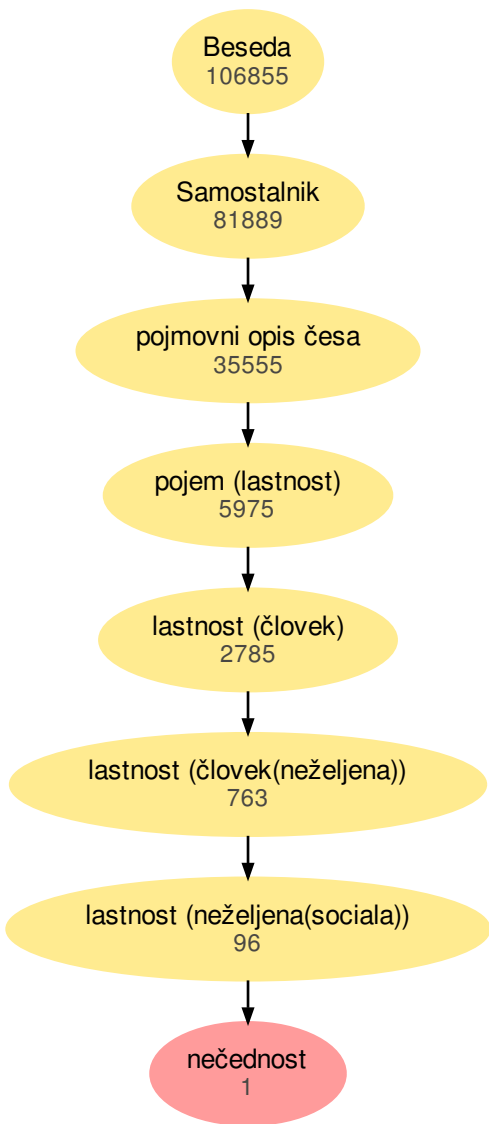 Beseda
106855
Samostalnik
81889
pojmovni opis česa
35555
pojem (lastnost)
5975
lastnost (človek)
2785
lastnost (človek(neželjena))
763
lastnost (neželjena(sociala))
96
nečednost
1